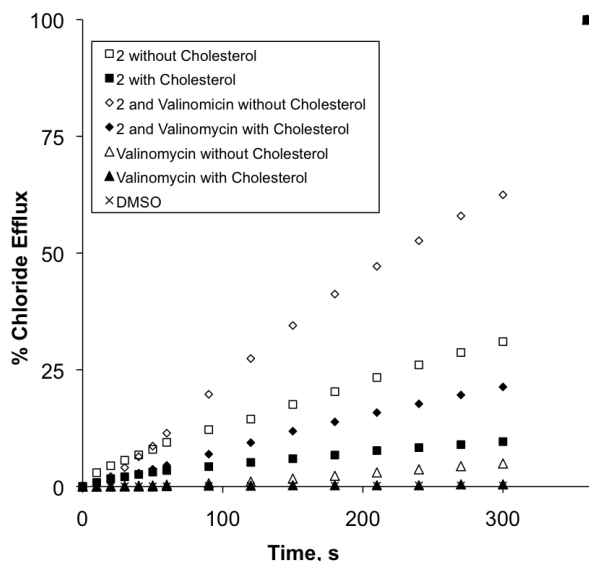 100
□ 2 without Cholesterol
■ 2 with Cholesterol
◇ 2 and Valinomicin without Cholesterol
◆ 2 and Valinomycin with Cholesterol
△ Valinomycin without Cholesterol
▲ Valinomycin with Cholesterol
× DMSO
75
50
25
0
% Chloride Efflux
0 100 200 300
Time, s